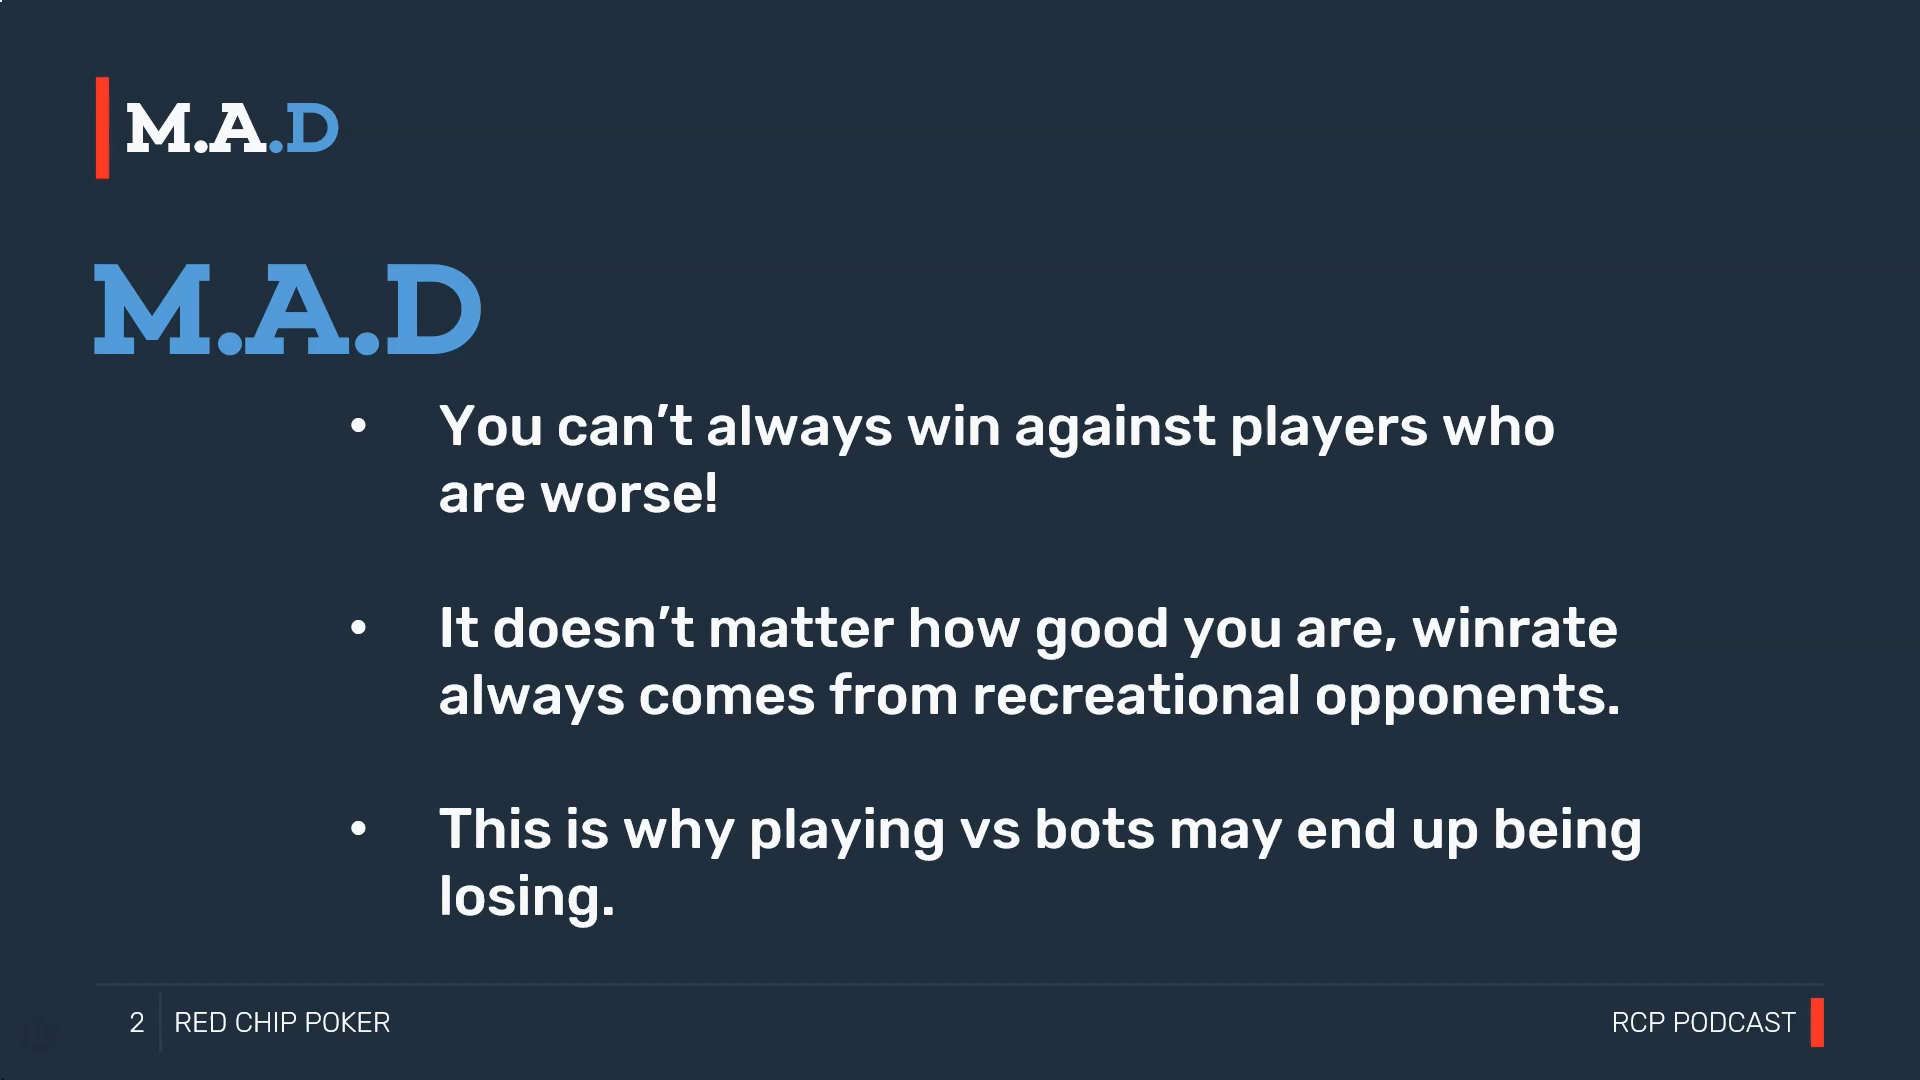 M.A.D
M.A.D
• You can’t always win against players who
are worse!
• It doesn’t matter how good you are, winrate
always comes from recreational opponents.
• This is why playing vs bots may end up being
losing.
2 RED CHIP POKER
RCP PODCAST